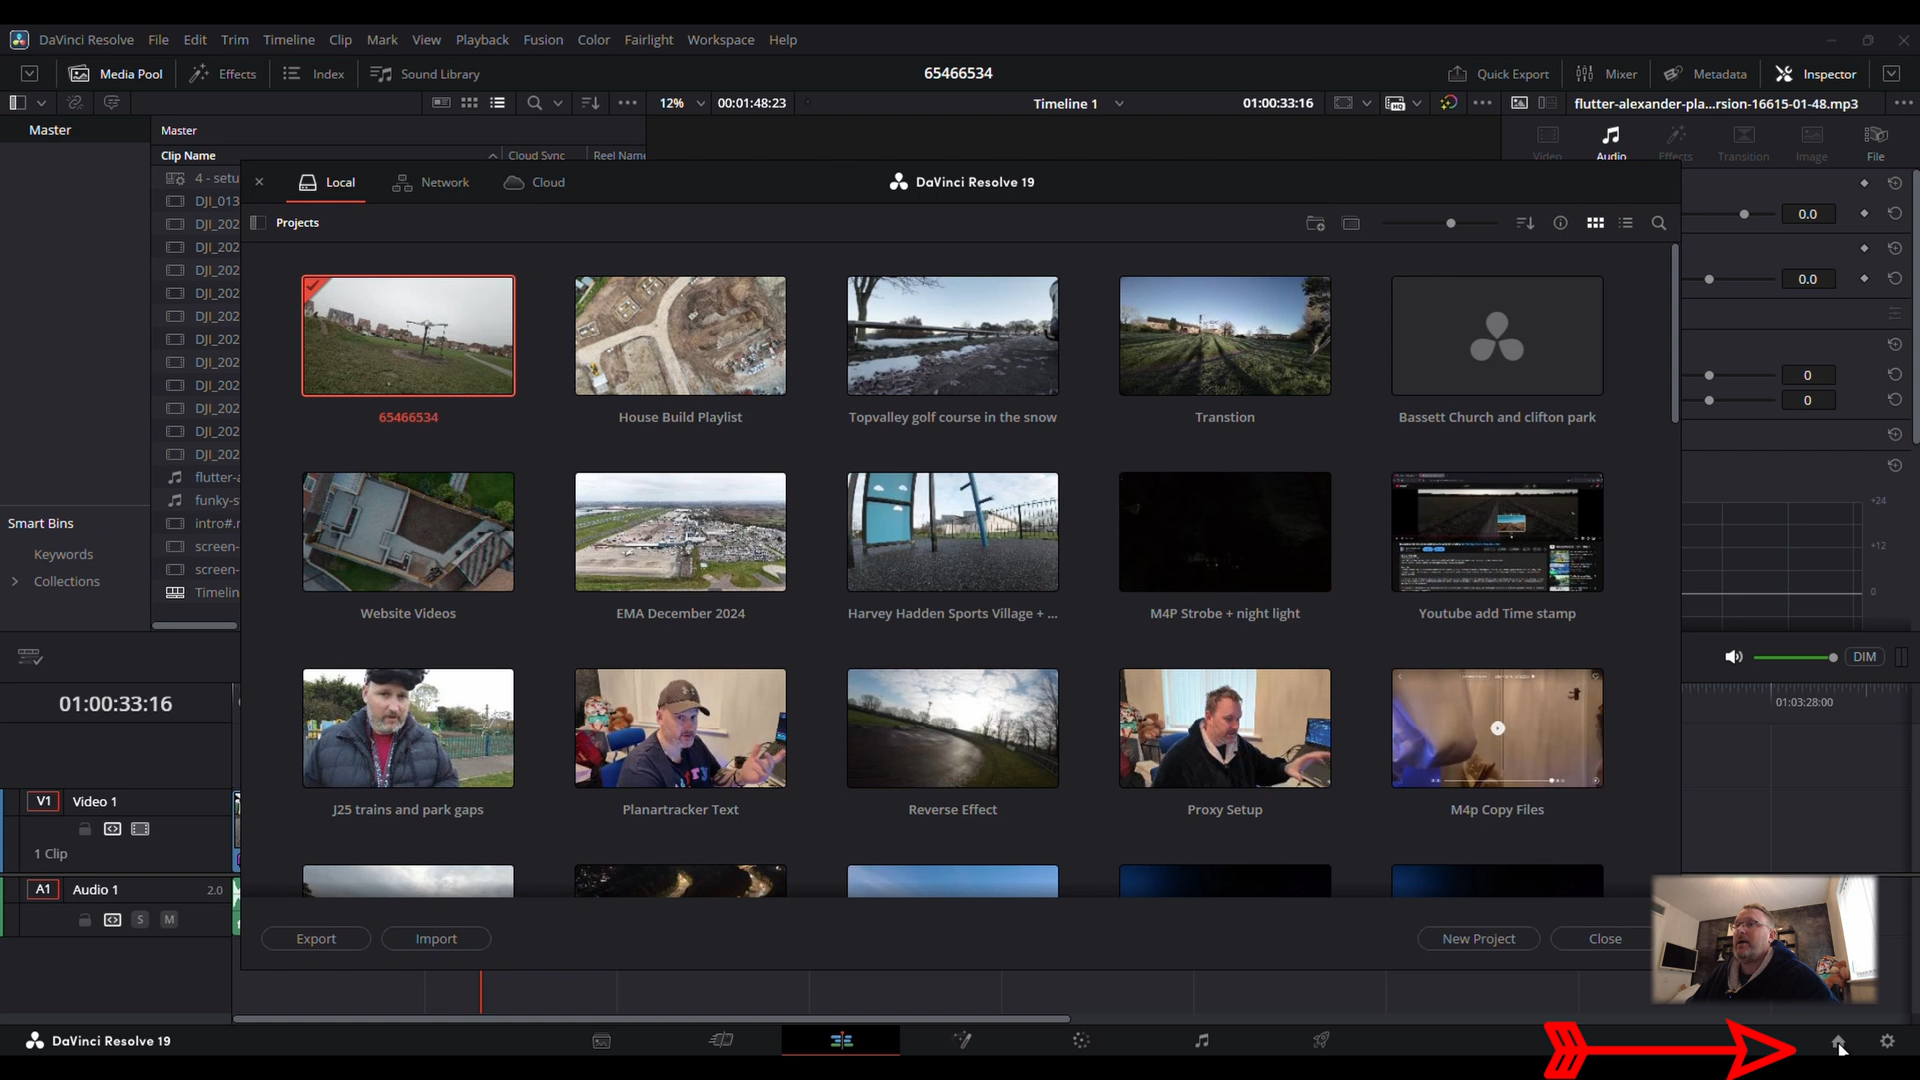 DaVinci Resolve File Edit Trim Timeline Clip Mark View Playback Fusion Color Fairlight Workspace Help
Media Pool Effects Index Sound Library 65466534 Quick Export Mixer Metadata Inspector
12% 00:01:48:23 Timeline 1 01:00:33:16 flutter-alexander-pla...rsion-16615-01-48.mp3
Master Master
Video Audio Effects Transition Image File
Clip Name Cloud Sync Reel Name
4 - setu
DJI_013
DJI_202
DJI_202
DJI_202
DJI_202
DJI_202
DJI_202
DJI_202
DJI_202
DJI_202
DJI_202
DJI_202
flutter-a
funky-s
intro#.r
screen-
screen-
Timelin
Smart Bins
Keywords
Collections
Local Network Cloud DaVinci Resolve 19
Projects
65466534 House Build Playlist Topvalley golf course in the snow Transtion Bassett Church and clifton park
Website Videos EMA December 2024 Harvey Hadden Sports Village + ... M4P Strobe + night light Youtube add Time stamp
J25 trains and park gaps Planartracker Text Reverse Effect Proxy Setup M4p Copy Files
Export Import New Project Close
0.0
0.0
0
0
+24
+12
0
DIM
01:03:28:00
01:00:33:16
V1 Video 1
1 Clip
A1 Audio 1 2.0
S M
DaVinci Resolve 19